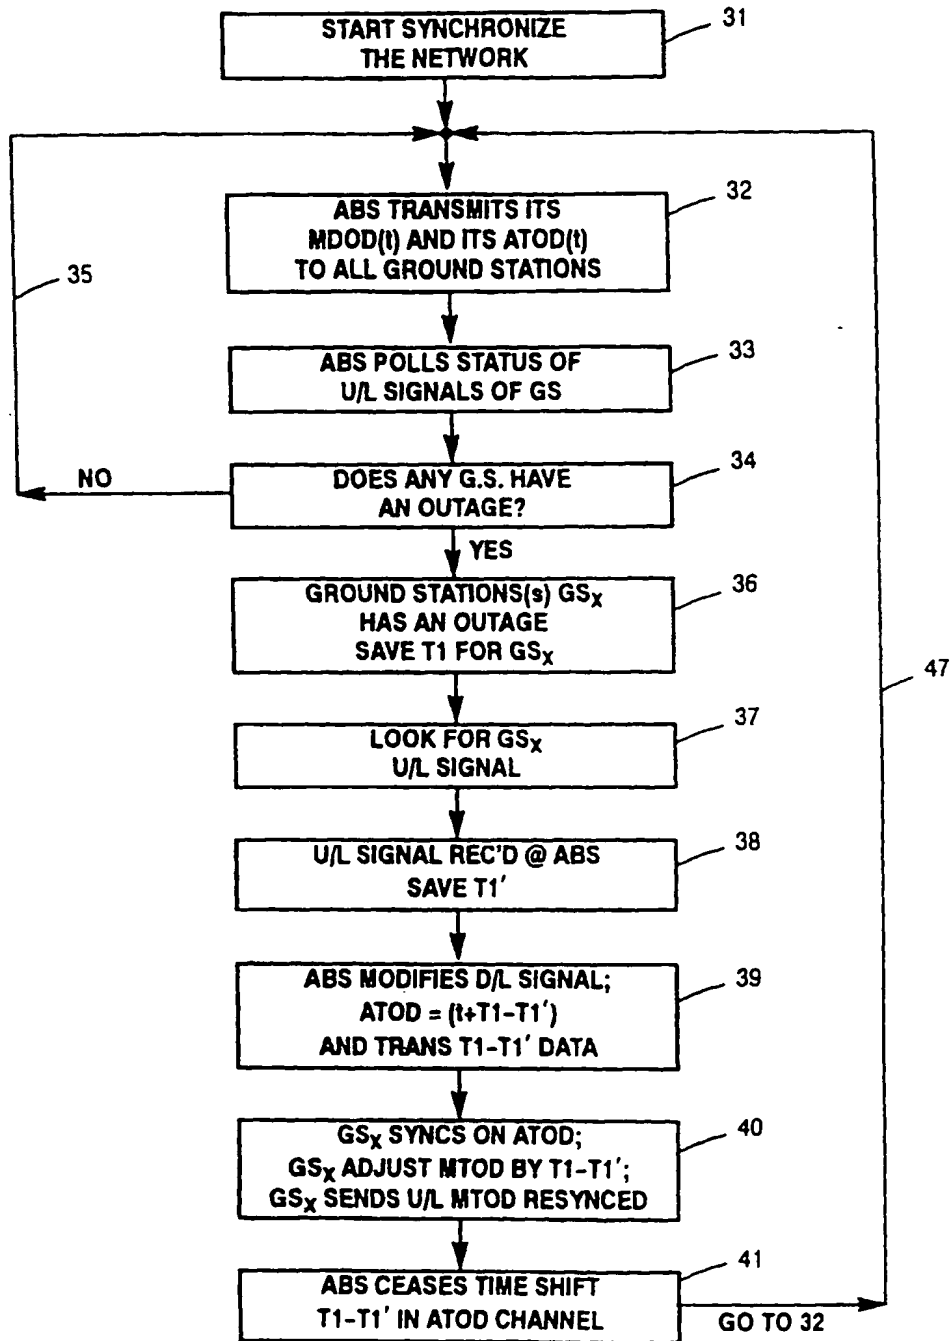 START SYNCHRONIZE
THE NETWORK
31
ABS TRANSMITS ITS
MDOD(t) AND ITS ATOD(t)
TO ALL GROUND STATIONS
32
35
ABS POLLS STATUS OF
U/L SIGNALS OF GS
33
DOES ANY G.S. HAVE
AN OUTAGE?
34
NO
YES
GROUND STATIONS(s) GSX
HAS AN OUTAGE
SAVE T1 FOR GSX
36
47
LOOK FOR GSX
U/L SIGNAL
37
U/L SIGNAL REC'D @ ABS
SAVE T1'
38
ABS MODIFIES D/L SIGNAL;
ATOD = (t+T1-T1')
AND TRANS T1-T1' DATA
39
GSX SYNCS ON ATOD;
GSX ADJUST MTOD BY T1-T1';
GSX SENDS U/L MTOD RESYNCED
40
ABS CEASES TIME SHIFT
T1-T1' IN ATOD CHANNEL
41
GO TO 32